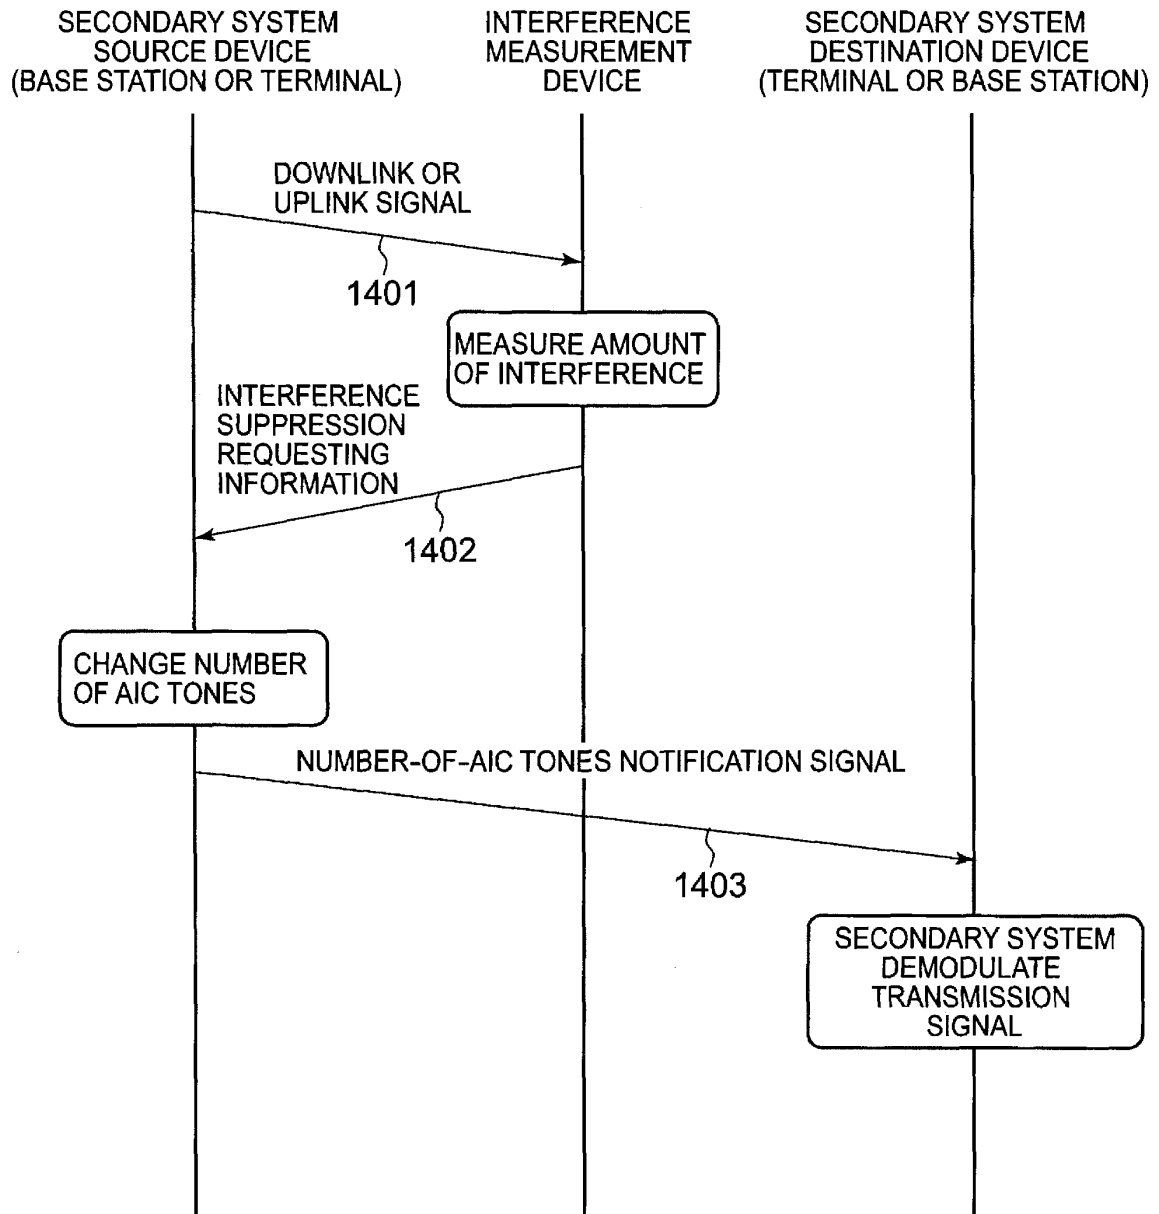 SECONDARY SYSTEM
SOURCE DEVICE
(BASE STATION OR TERMINAL)
INTERFERENCE
MEASUREMENT
DEVICE
SECONDARY SYSTEM
DESTINATION DEVICE
(TERMINAL OR BASE STATION)
DOWNLINK OR
UPLINK SIGNAL
1401
MEASURE AMOUNT
OF INTERFERENCE
INTERFERENCE
SUPPRESSION
REQUESTING
INFORMATION
1402
CHANGE NUMBER
OF AIC TONES
NUMBER-OF-AIC TONES NOTIFICATION SIGNAL
1403
SECONDARY SYSTEM
DEMODULATE
TRANSMISSION
SIGNAL